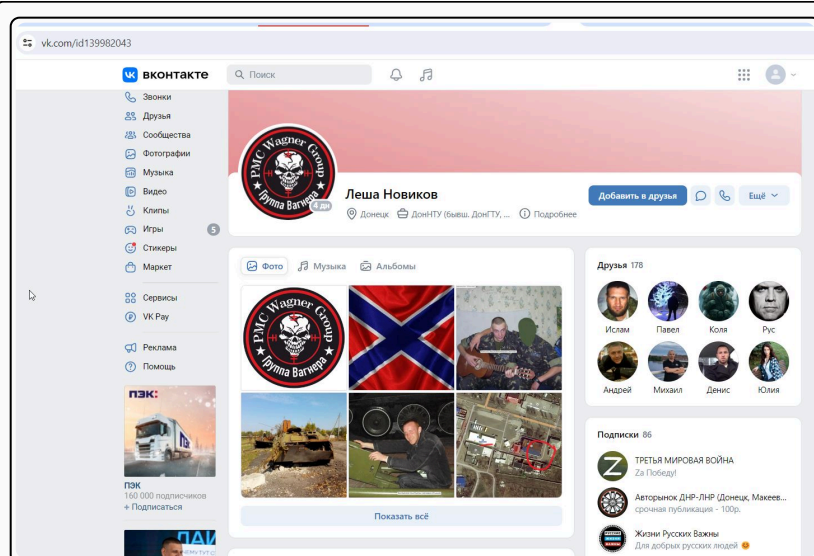 vk.com/id139982043
ВКОНТАКТЕ
Поиск
Звонки
Друзья
Сообщества
Фотографии
Музыка
Видео
Клипы
Игры 5
Стикеры
Маркет
Сервисы
VK Pay
Реклама
Помощь
ПЭК:
ПЭК
160 000 подписчиков
+ Подписаться
PMC Wagner Group
Группа Вагнера
4 дн
Леша Новиков
Донецк ДонНТУ (бывш. ДонГТУ, ... Подробнее
Добавить в друзья
Ещё
Фото Музыка Альбомы
PMC Wagner Group
Группа Вагнера
Показать всё
Друзья 178
Ислам Павел Коля Рус
Андрей Михаил Денис Юлия
Подписки 86
ТРЕТЬЯ МИРОВАЯ ВОЙНА
Za Победу!
Авторынок ДНР-ЛНР (Донецк, Макеев...
срочная публикация - 100р.
Жизни Русских Важны
Для добрых русских людей